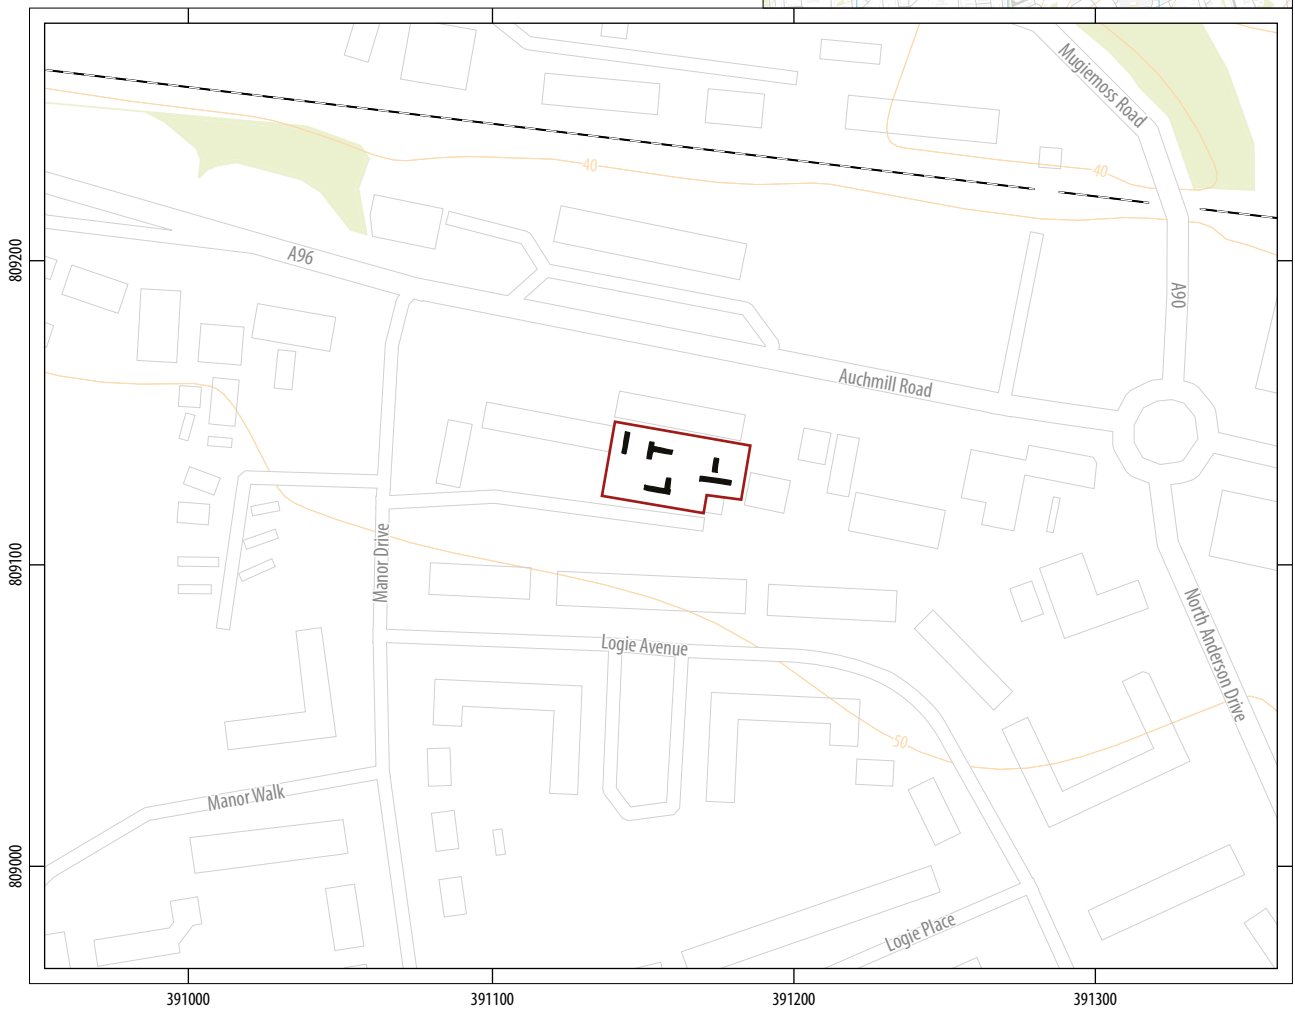 Mugiemoss Road
40
40
809200
A96
A90
Auchmill Road
Manor Drive
809100
Logie Avenue
North Anderson Drive
50
Manor Walk
809000
Logie Place
391000
391100
391200
391300